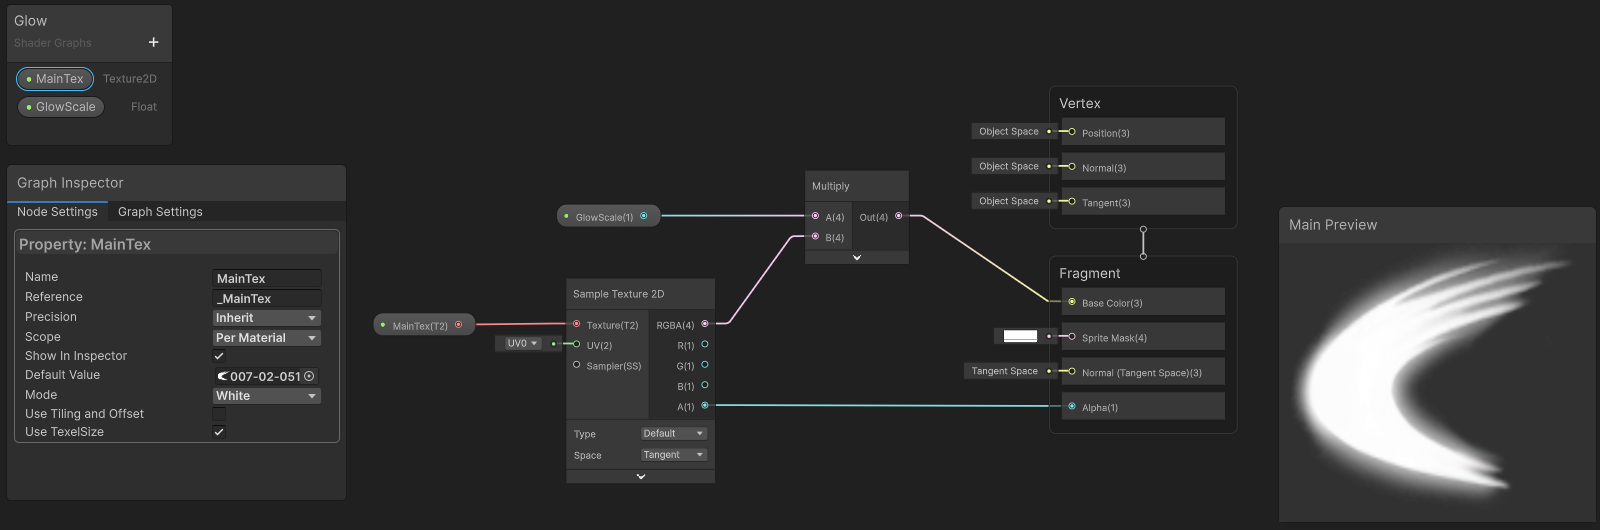 Glow
Shader Graphs
+
MainTex Texture2D
GlowScale Float
Graph Inspector
Node Settings Graph Settings
Property: MainTex
Name MainTex
Reference _MainTex
Precision Inherit
Scope Per Material
Show In Inspector
Default Value 007-02-051
Mode White
Use Tiling and Offset
Use TexelSize
GlowScale(1)
MainTex(T2)
UV0
Sample Texture 2D
Texture(T2) RGBA(4)
UV(2) R(1)
Sampler(SS) G(1)
B(1)
A(1)
Type Default
Space Tangent
Multiply
A(4) Out(4)
B(4)
Vertex
Object Space Position(3)
Object Space Normal(3)
Object Space Tangent(3)
Fragment
Base Color(3)
Sprite Mask(4)
Tangent Space Normal (Tangent Space)(3)
Alpha(1)
Main Preview